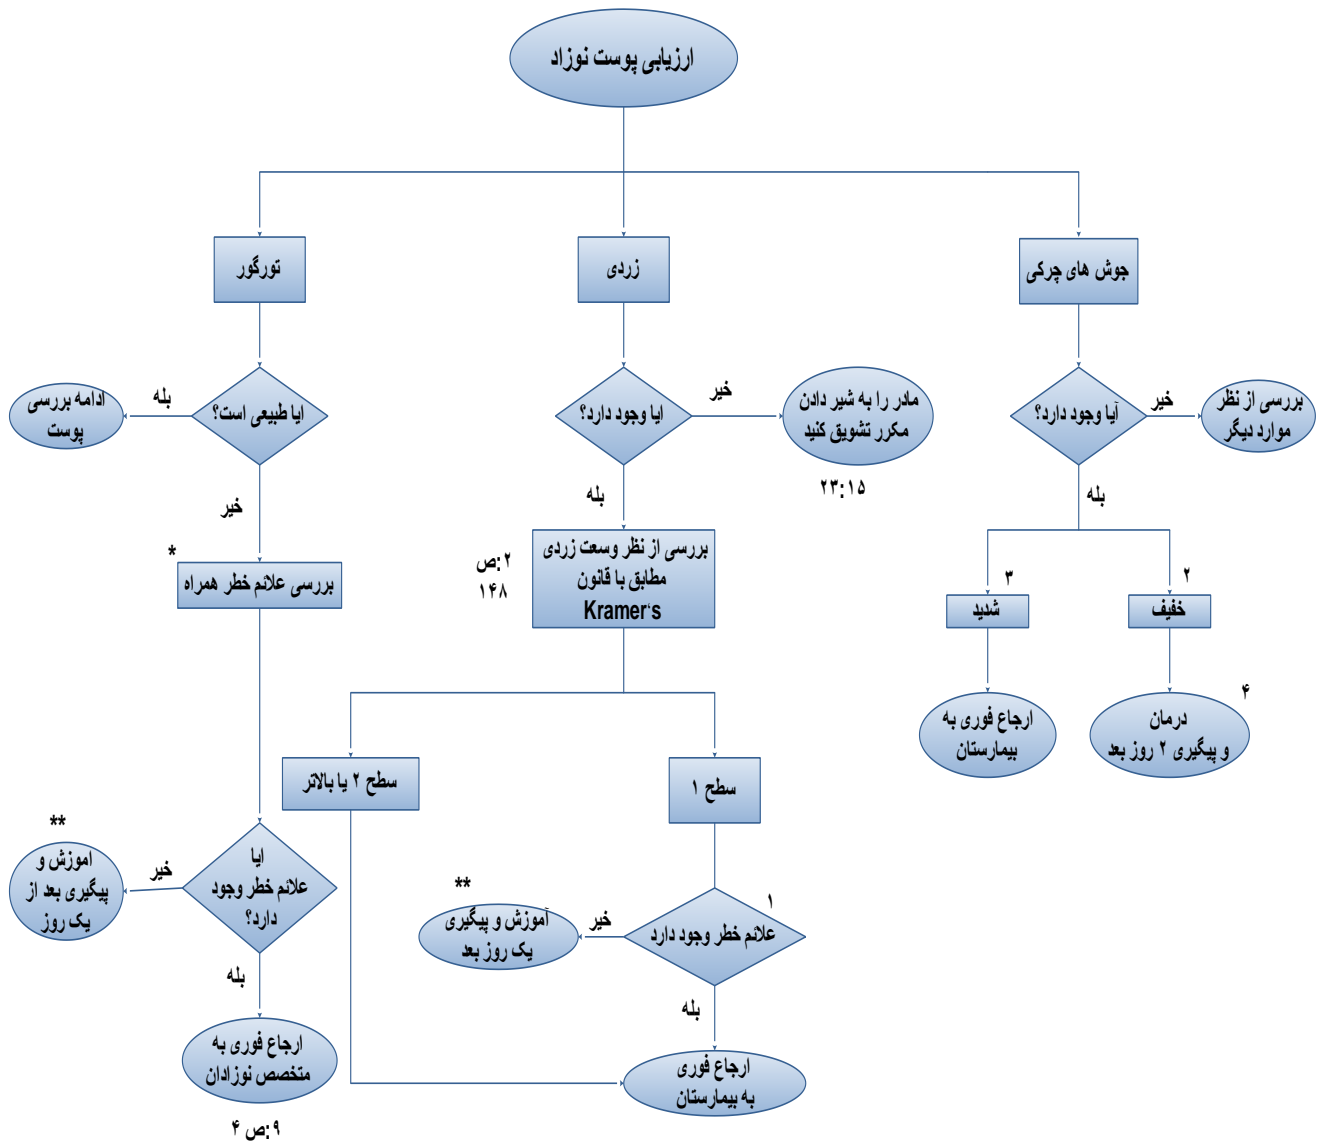 ارزیابی پوست نوزاد
جوش های چرکی
زردی
تورگور
آیا وجود دارد؟
خیر
بررسی از نظر
موارد دیگر
بله
۲
خفیف
۳
شدید
۴
درمان
و پیگیری ۲ روز بعد
ارجاع فوری به
بیمارستان
ایا وجود دارد؟
خیر
مادر را به شیر دادن
مکرر تشویق کنید
۲۳:۱۵
بله
بررسی از نظر وسعت زردی
مطابق با قانون
Kramer's
۲:ص
۱۴۸
سطح ۱
سطح ۲ یا بالاتر
۱
علائم خطر وجود دارد
خیر
**
آموزش و پیگیری
یک روز بعد
بله
ارجاع فوری
به بیمارستان
ایا طبیعی است؟
بله
ادامه بررسی
پوست
خیر
*
بررسی علائم خطر همراه
ایا
علائم خطر وجود
دارد؟
خیر
**
اموزش و
پیگیری بعد از
یک روز
بله
ارجاع فوری به
متخصص نوزادان
۹:ص ۴